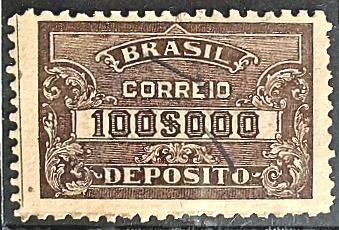 BRASIL
CORREIO
100$000
DEPOSITO